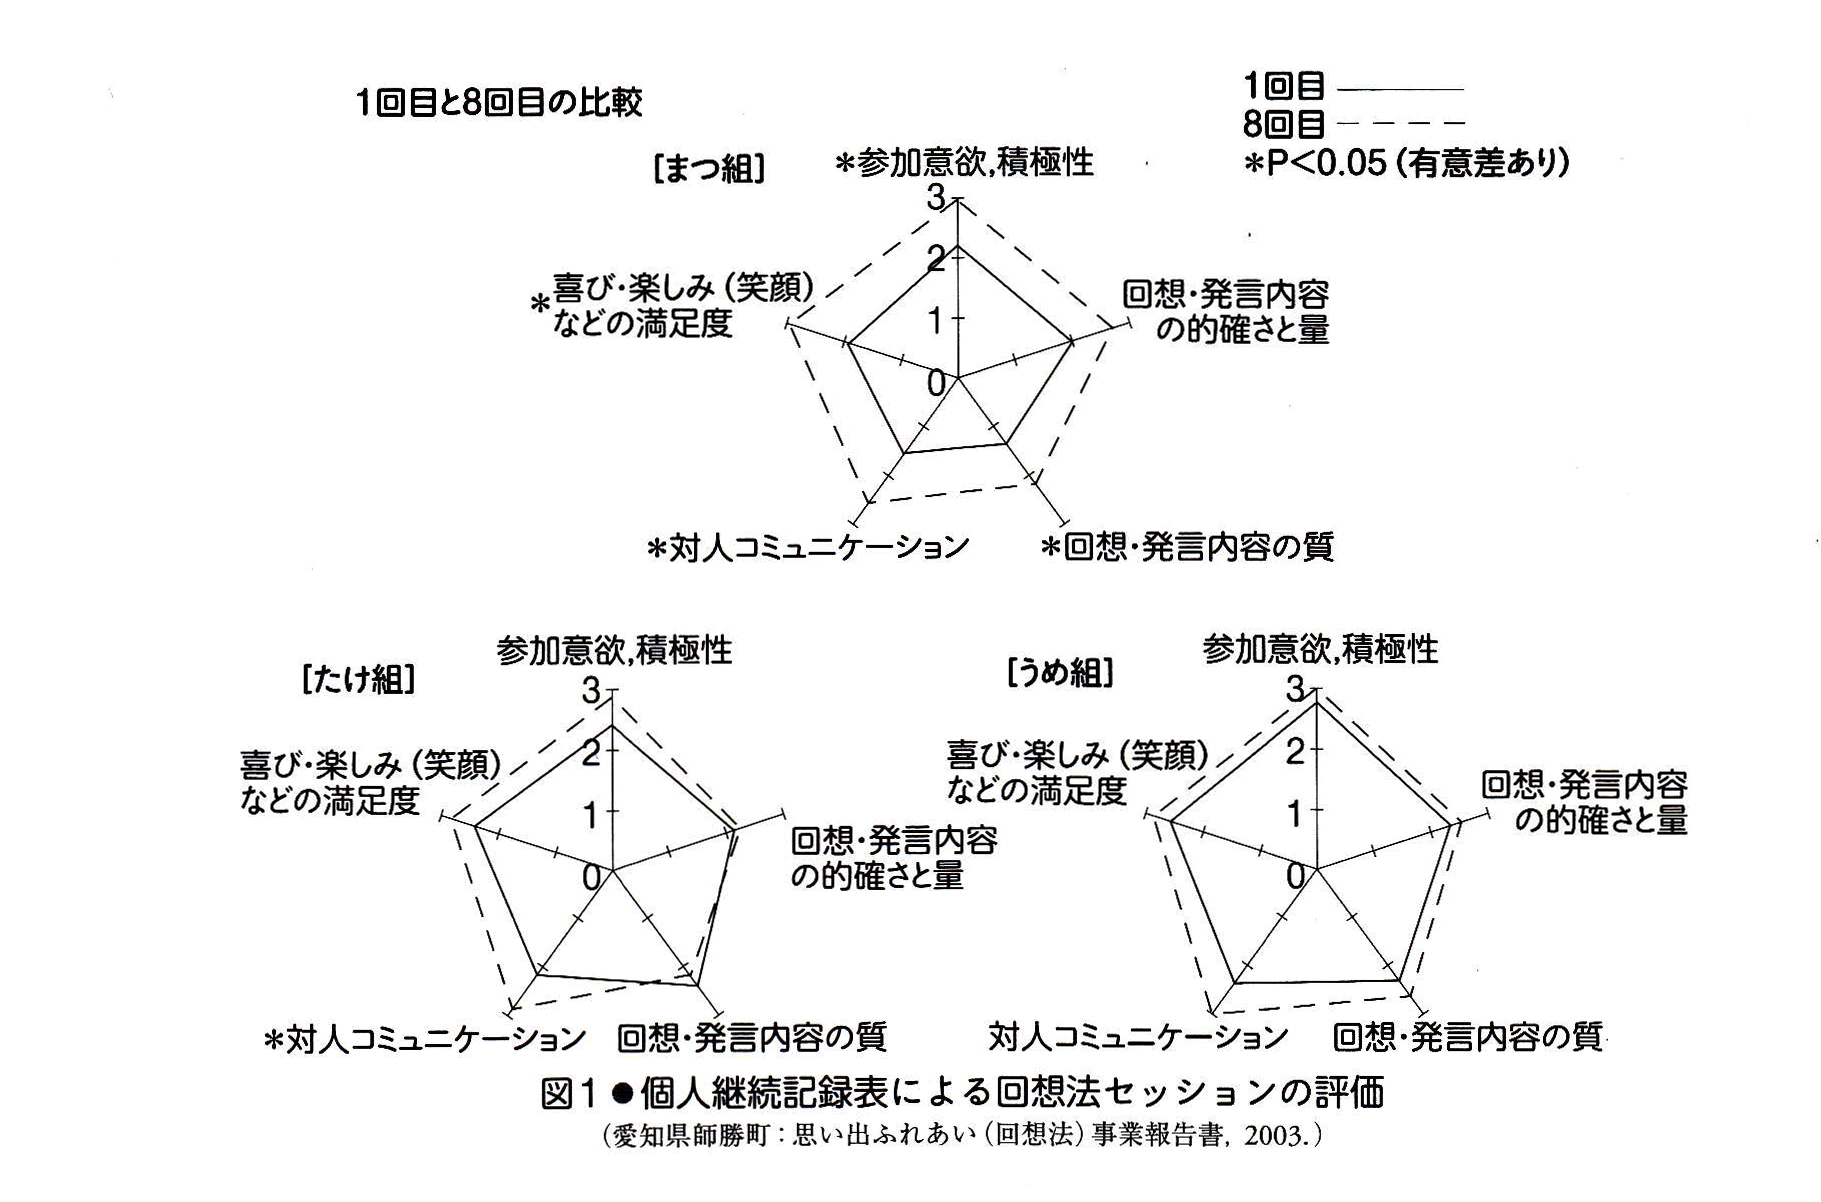 1回目と8回目の比較
1回目
8回目
*P<0.05（有意差あり）
[まつ組]
*参加意欲,積極性
3
2
1
0
*喜び・楽しみ（笑顔）
などの満足度
回想・発言内容
の的確さと量
*対人コミュニケーション
*回想・発言内容の質
[たけ組]
参加意欲,積極性
3
2
1
0
喜び・楽しみ（笑顔）
などの満足度
回想・発言内容
の的確さと量
*対人コミュニケーション
回想・発言内容の質
[うめ組]
参加意欲,積極性
3
2
1
0
喜び・楽しみ（笑顔）
などの満足度
回想・発言内容
の的確さと量
対人コミュニケーション
回想・発言内容の質
図1●個人継続記録表による回想法セッションの評価
（愛知県師勝町：思い出ふれあい（回想法）事業報告書, 2003.）